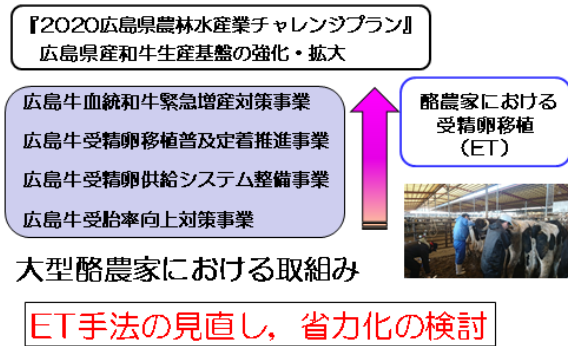 『2020広島県農林水産業チャレンジプラン』
広島県産和牛生産基盤の強化・拡大
広島牛血統和牛緊急増産対策事業
広島牛受精卵移植普及定着推進事業
広島牛受精卵供給システム整備事業
広島牛受胎率向上対策事業
酪農家における
受精卵移植
（ET）
大型酪農家における取組み
ET手法の見直し，省力化の検討